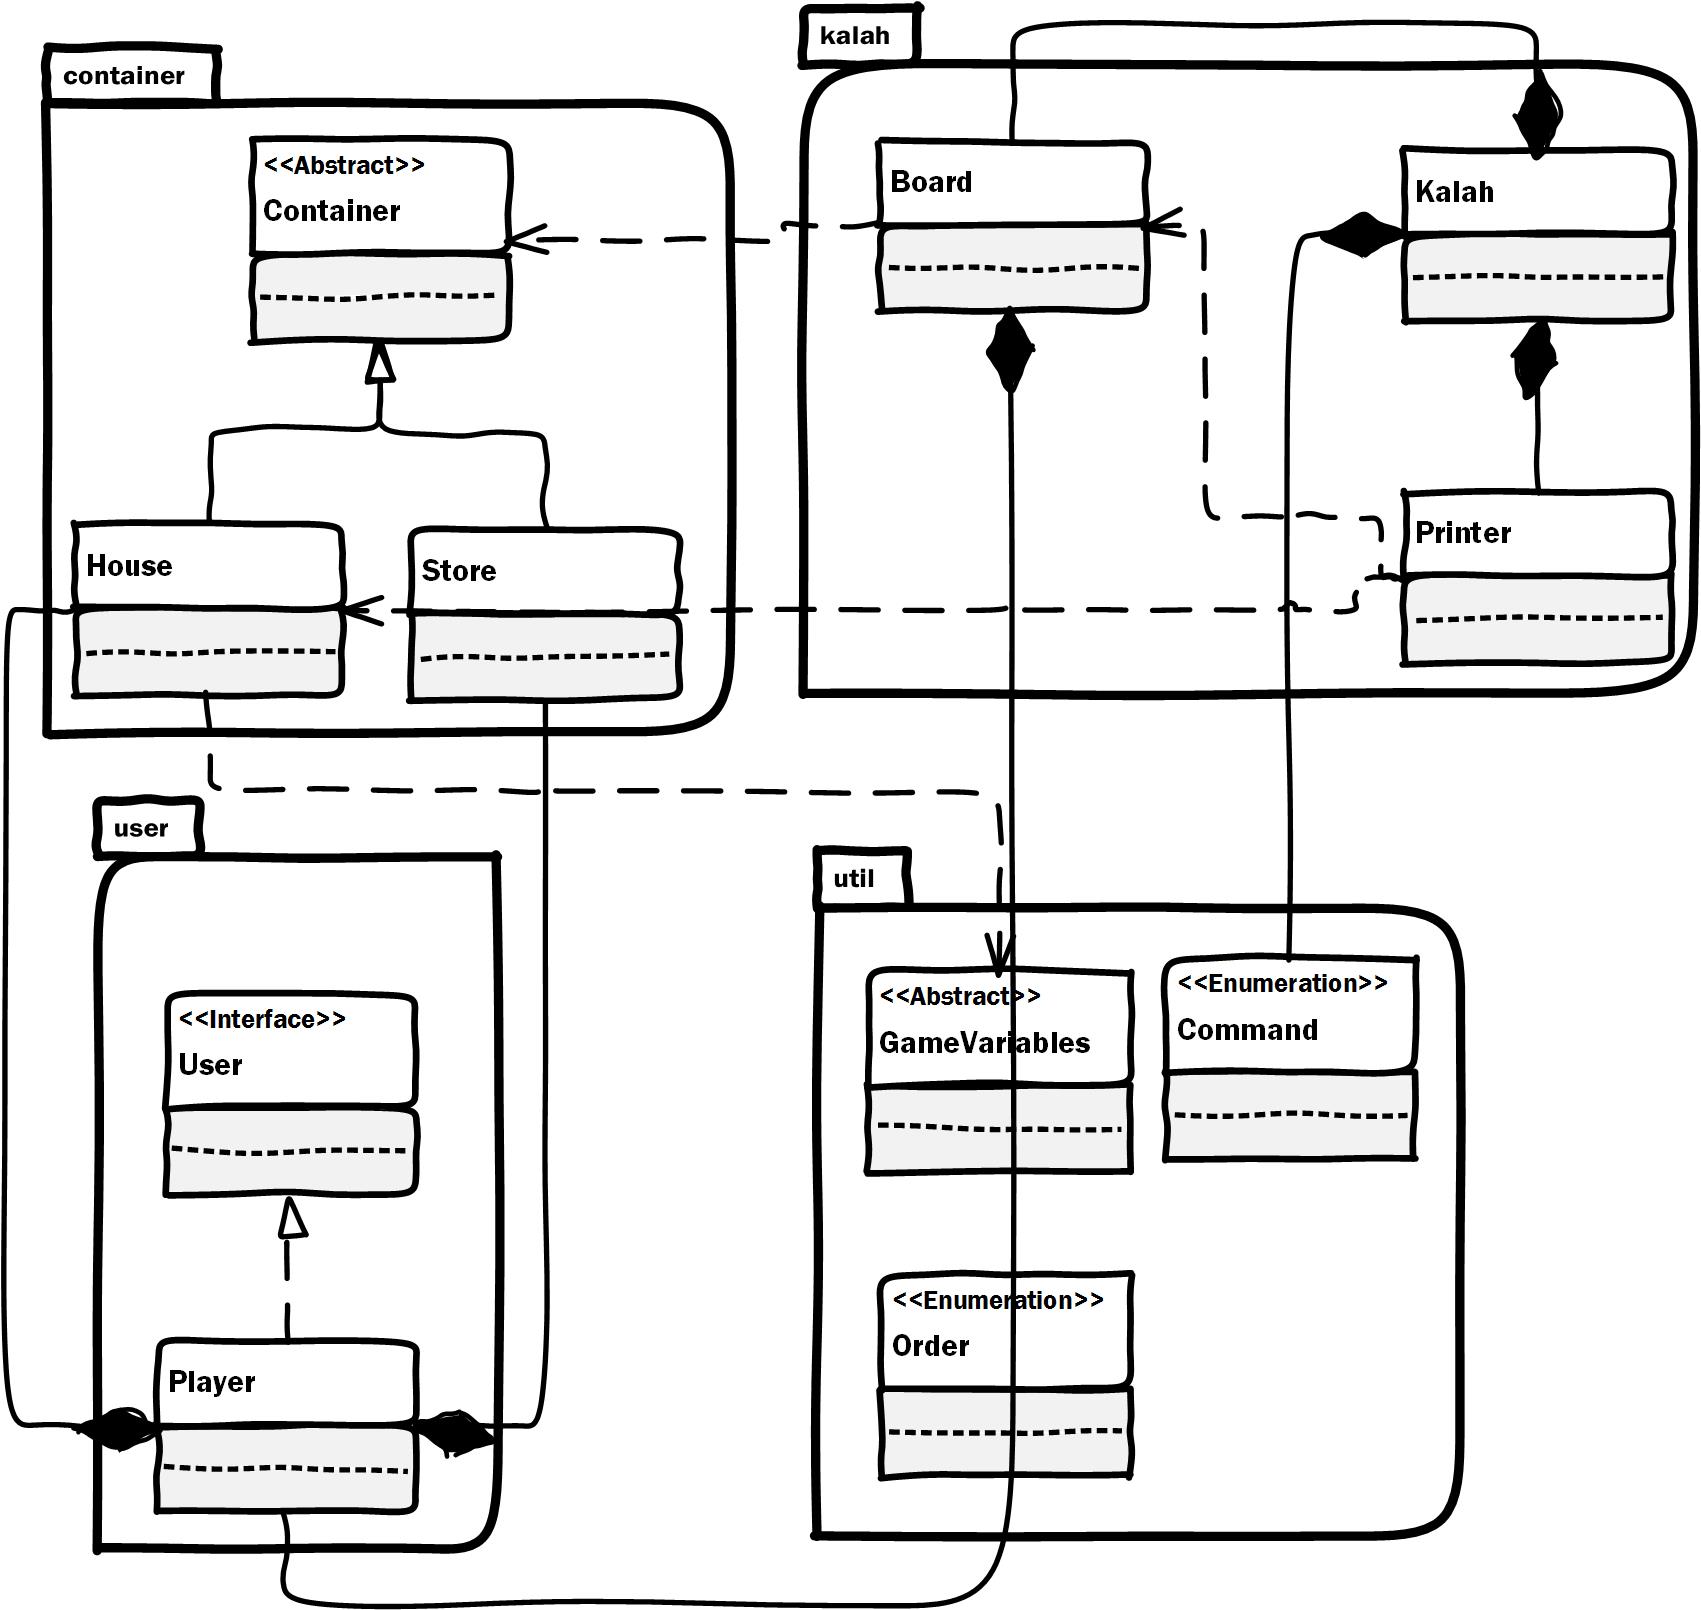 container
<<Abstract>>
Container
House
Store
kalah
Board
Kalah
Printer
user
<<Interface>>
User
Player
util
<<Abstract>>
GameVariables
<<Enumeration>>
Command
<<Enumeration>>
Order